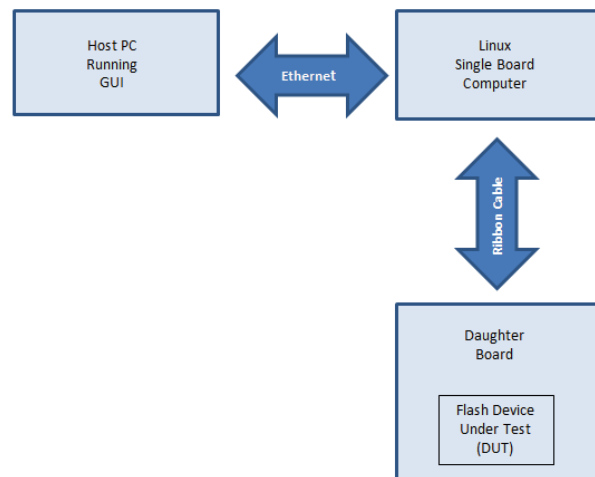 Host PC
Running
GUI
Ethernet
Linux
Single Board
Computer
Ribbon Cable
Daughter
Board
Flash Device
Under Test
(DUT)